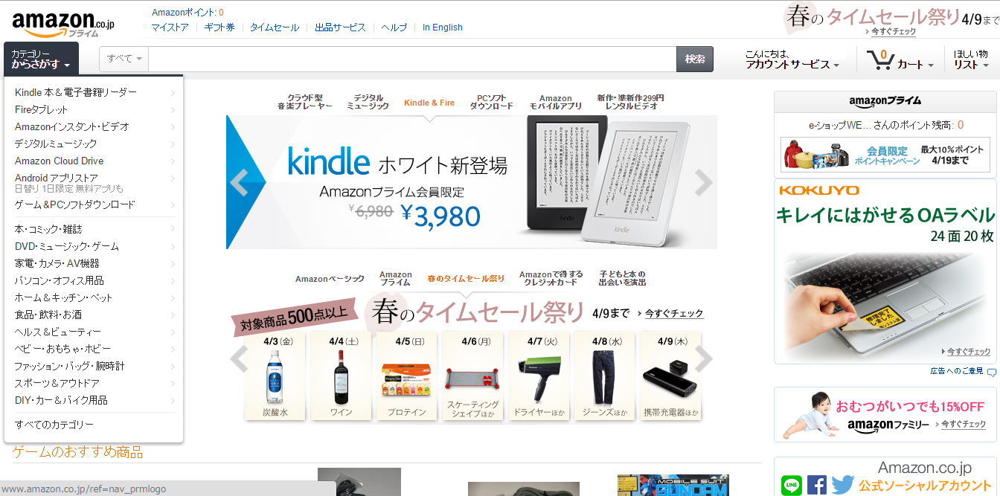 amazon.co.jp
プライム
Amazonポイント: 0
マイストア
ギフト券
タイムセール
出品サービス
ヘルプ
In English
春のタイムセール祭り 4/9まで
› 今すぐチェック
カテゴリー
からさがす
すべて
検索
こんにちは、
アカウントサービス
0
カート
ほしい物
リスト
Kindle 本＆電子書籍リーダー
Fireタブレット
Amazonインスタント・ビデオ
デジタルミュージック
Amazon Cloud Drive
Android アプリストア
日替り 1日限定 無料アプリも
ゲーム＆PCソフトダウンロード
本・コミック・雑誌
DVD・ミュージック・ゲーム
家電・カメラ・AV機器
パソコン・オフィス用品
ホーム＆キッチン・ペット
食品・飲料・お酒
ヘルス＆ビューティー
ベビー・おもちゃ・ホビー
ファッション・バッグ・腕時計
スポーツ＆アウトドア
DIY・カー＆バイク用品
すべてのカテゴリー
クラウド型
音楽プレーヤー
デジタル
ミュージック
Kindle & Fire
PCソフト
ダウンロード
Amazon
モバイルアプリ
新作・準新作299円
レンタルビデオ
kindle ホワイト新登場
Amazonプライム会員限定
¥6,980 ¥3,980
kindle
kindle
Amazonベーシック
Amazon
プライム
春のタイムセール祭り
Amazonで得する
クレジットカード
子どもと本の
出会いを演出
対象商品500点以上
春のタイムセール祭り 4/9まで › 今すぐチェック
4/3(金)
炭酸水
4/4(土)
ワイン
4/5(日)
プロテイン
4/6(月)
スケーティング
シェイプほか
4/7(火)
ドライヤーほか
4/8(水)
ジーンズほか
4/9(木)
携帯充電器ほか
amazonプライム
e-ショップWE... さんのポイント残高: 0
会員限定
ポイントキャンペーン
最大10%ポイント
4/19まで
KOKUYO
キレイにはがせるOAラベル
24面20枚
修理完了
しました
今すぐチェック
広告へのご意見
おむつがいつでも15%OFF
amazonファミリー › 今すぐチェック
Amazon.co.jp
LINE
公式ソーシャルアカウント
ゲームのおすすめ商品
MOBILE SUIT
GUNDAM
www.amazon.co.jp/ref=nav_prmlogo